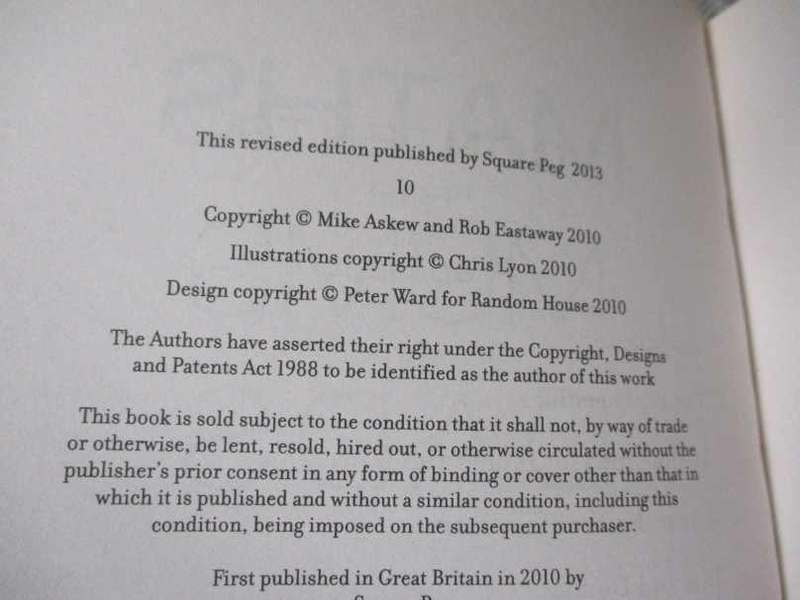 This revised edition published by Square Peg 2013
10
Copyright © Mike Askew and Rob Eastaway 2010
Illustrations copyright © Chris Lyon 2010
Design copyright © Peter Ward for Random House 2010
The Authors have asserted their right under the Copyright, Designs
and Patents Act 1988 to be identified as the author of this work
This book is sold subject to the condition that it shall not, by way of trade
or otherwise, be lent, resold, hired out, or otherwise circulated without the
publisher's prior consent in any form of binding or cover other than that in
which it is published and without a similar condition, including this
condition, being imposed on the subsequent purchaser.
First published in Great Britain in 2010 by